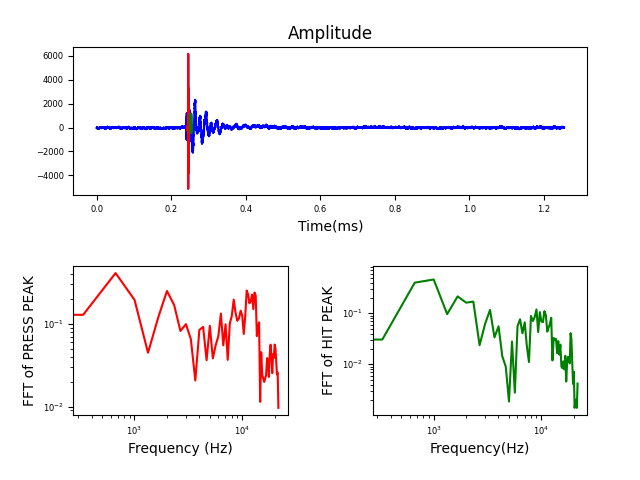 Amplitude
6000
4000
2000
0
−2000
−4000
0.0 0.2 0.4 0.6 0.8 1.0 1.2
Time(ms)
FFT of PRESS PEAK
10⁻¹
10⁻²
10³ 10⁴
Frequency (Hz)
FFT of HIT PEAK
10⁻¹
10⁻²
10³ 10⁴
Frequency(Hz)